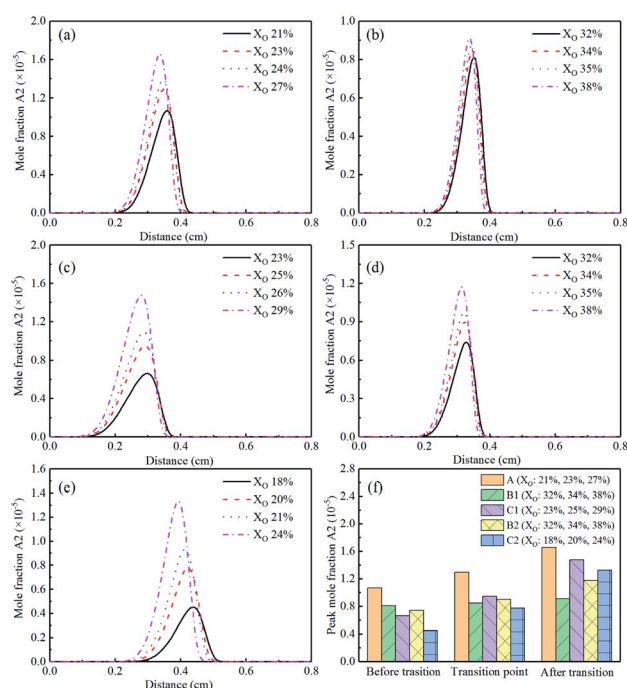 (a)
X_O 21%
X_O 23%
X_O 24%
X_O 27%
Mole fraction A2 (×10⁻⁵)
2.0
1.6
1.2
0.8
0.4
0.0
0.0 0.2 0.4 0.6 0.8
Distance (cm)
(b)
X_O 32%
X_O 34%
X_O 35%
X_O 38%
Mole fraction A2 (×10⁻⁵)
1.0
0.8
0.6
0.4
0.2
0.0
0.0 0.2 0.4 0.6 0.8
Distance (cm)
(c)
X_O 23%
X_O 25%
X_O 26%
X_O 29%
Mole fraction A2 (×10⁻⁵)
2.0
1.6
1.2
0.8
0.4
0.0
0.0 0.2 0.4 0.6 0.8
Distance (cm)
(d)
X_O 32%
X_O 34%
X_O 35%
X_O 38%
Mole fraction A2 (×10⁻⁵)
1.5
1.2
0.9
0.6
0.3
0.0
0.0 0.2 0.4 0.6 0.8
Distance (cm)
(e)
X_O 18%
X_O 20%
X_O 21%
X_O 24%
Mole fraction A2 (×10⁻⁵)
1.6
1.4
1.2
1.0
0.8
0.6
0.4
0.2
0.0
0.0 0.2 0.4 0.6 0.8
Distance (cm)
(f)
A (X_O: 21%, 23%, 27%)
B1 (X_O: 32%, 34%, 38%)
C1 (X_O: 23%, 25%, 29%)
B2 (X_O: 32%, 34%, 38%)
C2 (X_O: 18%, 20%, 24%)
Peak mole fraction A2 (×10⁻⁵)
2.8
2.4
2.0
1.6
1.2
0.8
0.4
0.0
Before trasition Transition point After transition